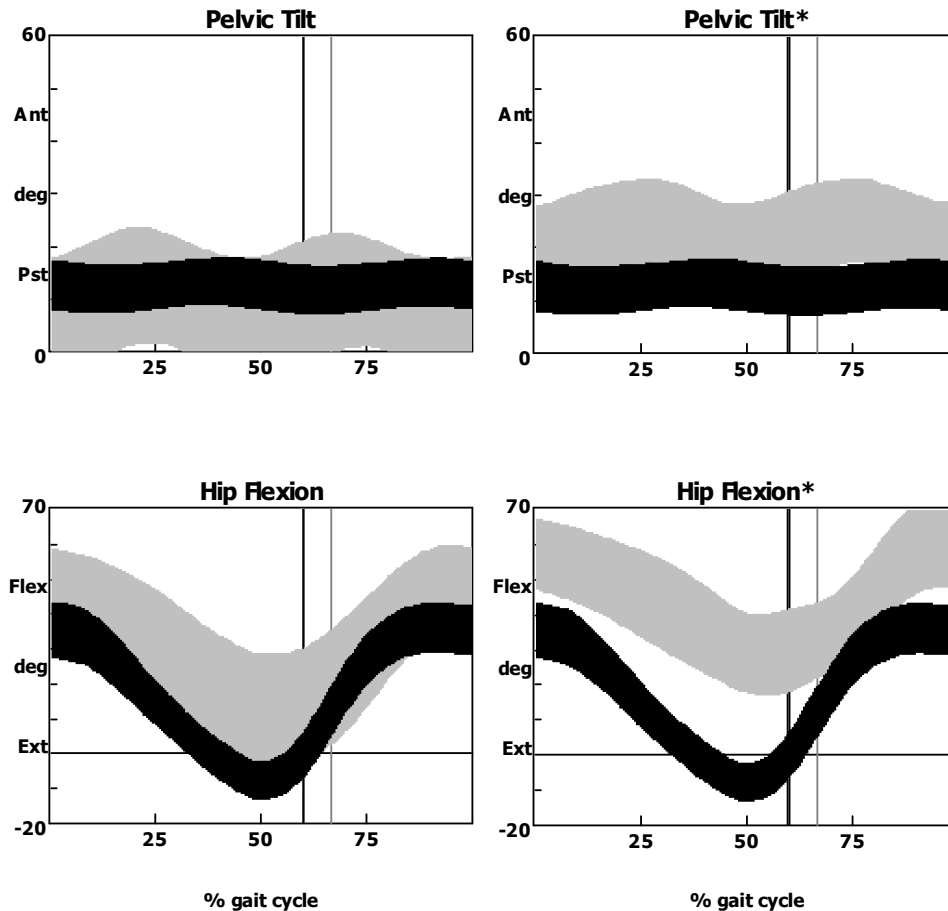 Pelvic Tilt
60
Ant
deg
Pst
0
25 50 75
Pelvic Tilt*
60
Ant
deg
Pst
0
25 50 75
Hip Flexion
70
Flex
deg
Ext
-20
25 50 75
% gait cycle
Hip Flexion*
70
Flex
deg
Ext
-20
25 50 75
% gait cycle